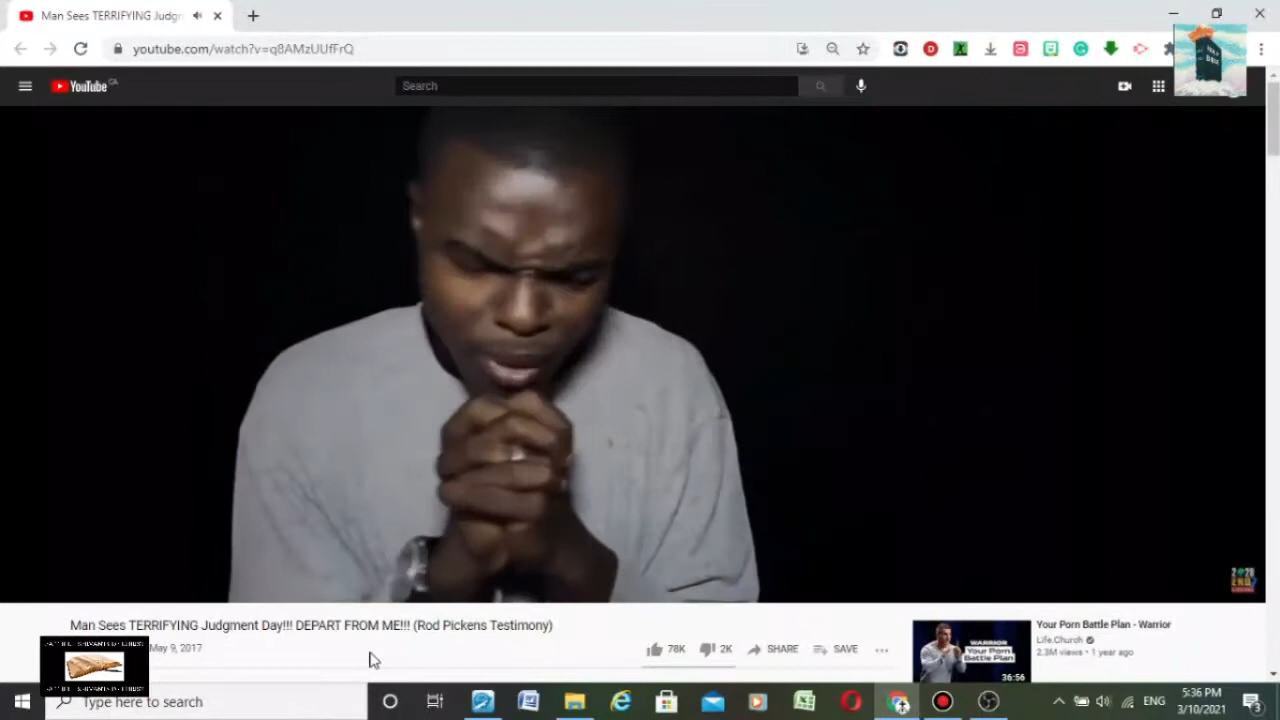 Man Sees TERRIFYING Judgm
youtube.com/watch?v=q8AMzUUfFrQ
YouTube CA
Search
Man Sees TERRIFYING Judgment Day!!! DEPART FROM ME!!! (Rod Pickens Testimony)
May 9, 2017
78K
2K
SHARE
SAVE
WARRIOR
Your Porn
Battle Plan
36:56
Your Porn Battle Plan - Warrior
Life.Church
2.3M views • 1 year ago
Type here to search
ENG
5:36 PM
3/10/2021
3